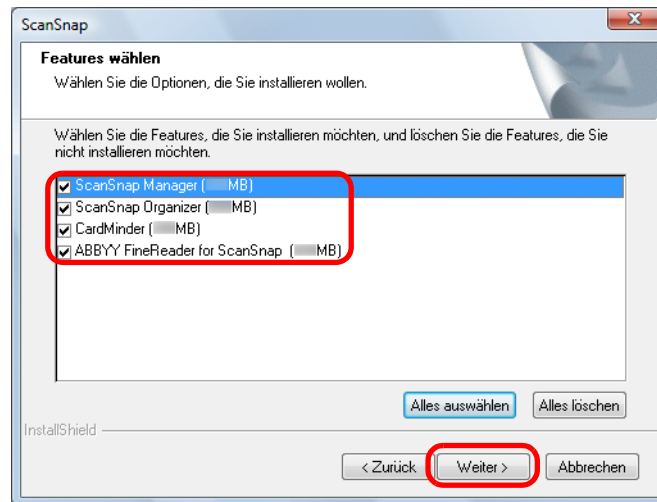 ScanSnap
Features wählen
Wählen Sie die Optionen, die Sie installieren wollen.
Wählen Sie die Features, die Sie installieren möchten, und löschen Sie die Features, die Sie
nicht installieren möchten.
ScanSnap Manager ( MB)
ScanSnap Organizer ( MB)
CardMinder ( MB)
ABBYY FineReader for ScanSnap ( MB)
Alles auswählen Alles löschen
InstallShield
< Zurück Weiter > Abbrechen